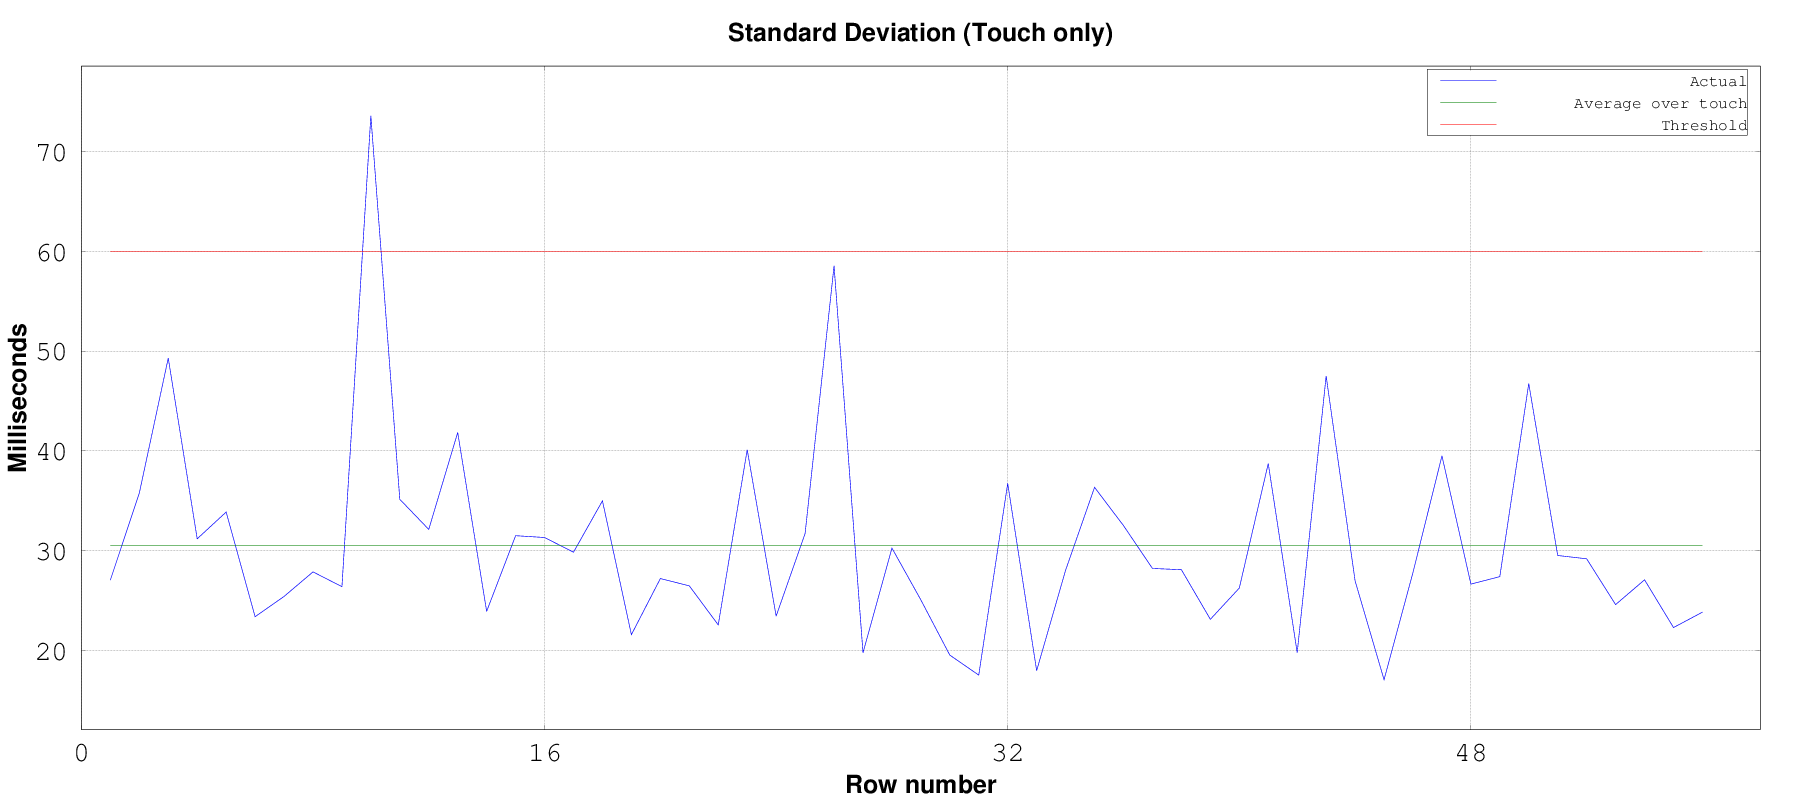 Standard Deviation (Touch only)
Actual
Average over touch
Threshold
70
60
50
40
30
20
Milliseconds
0 16 32 48
Row number